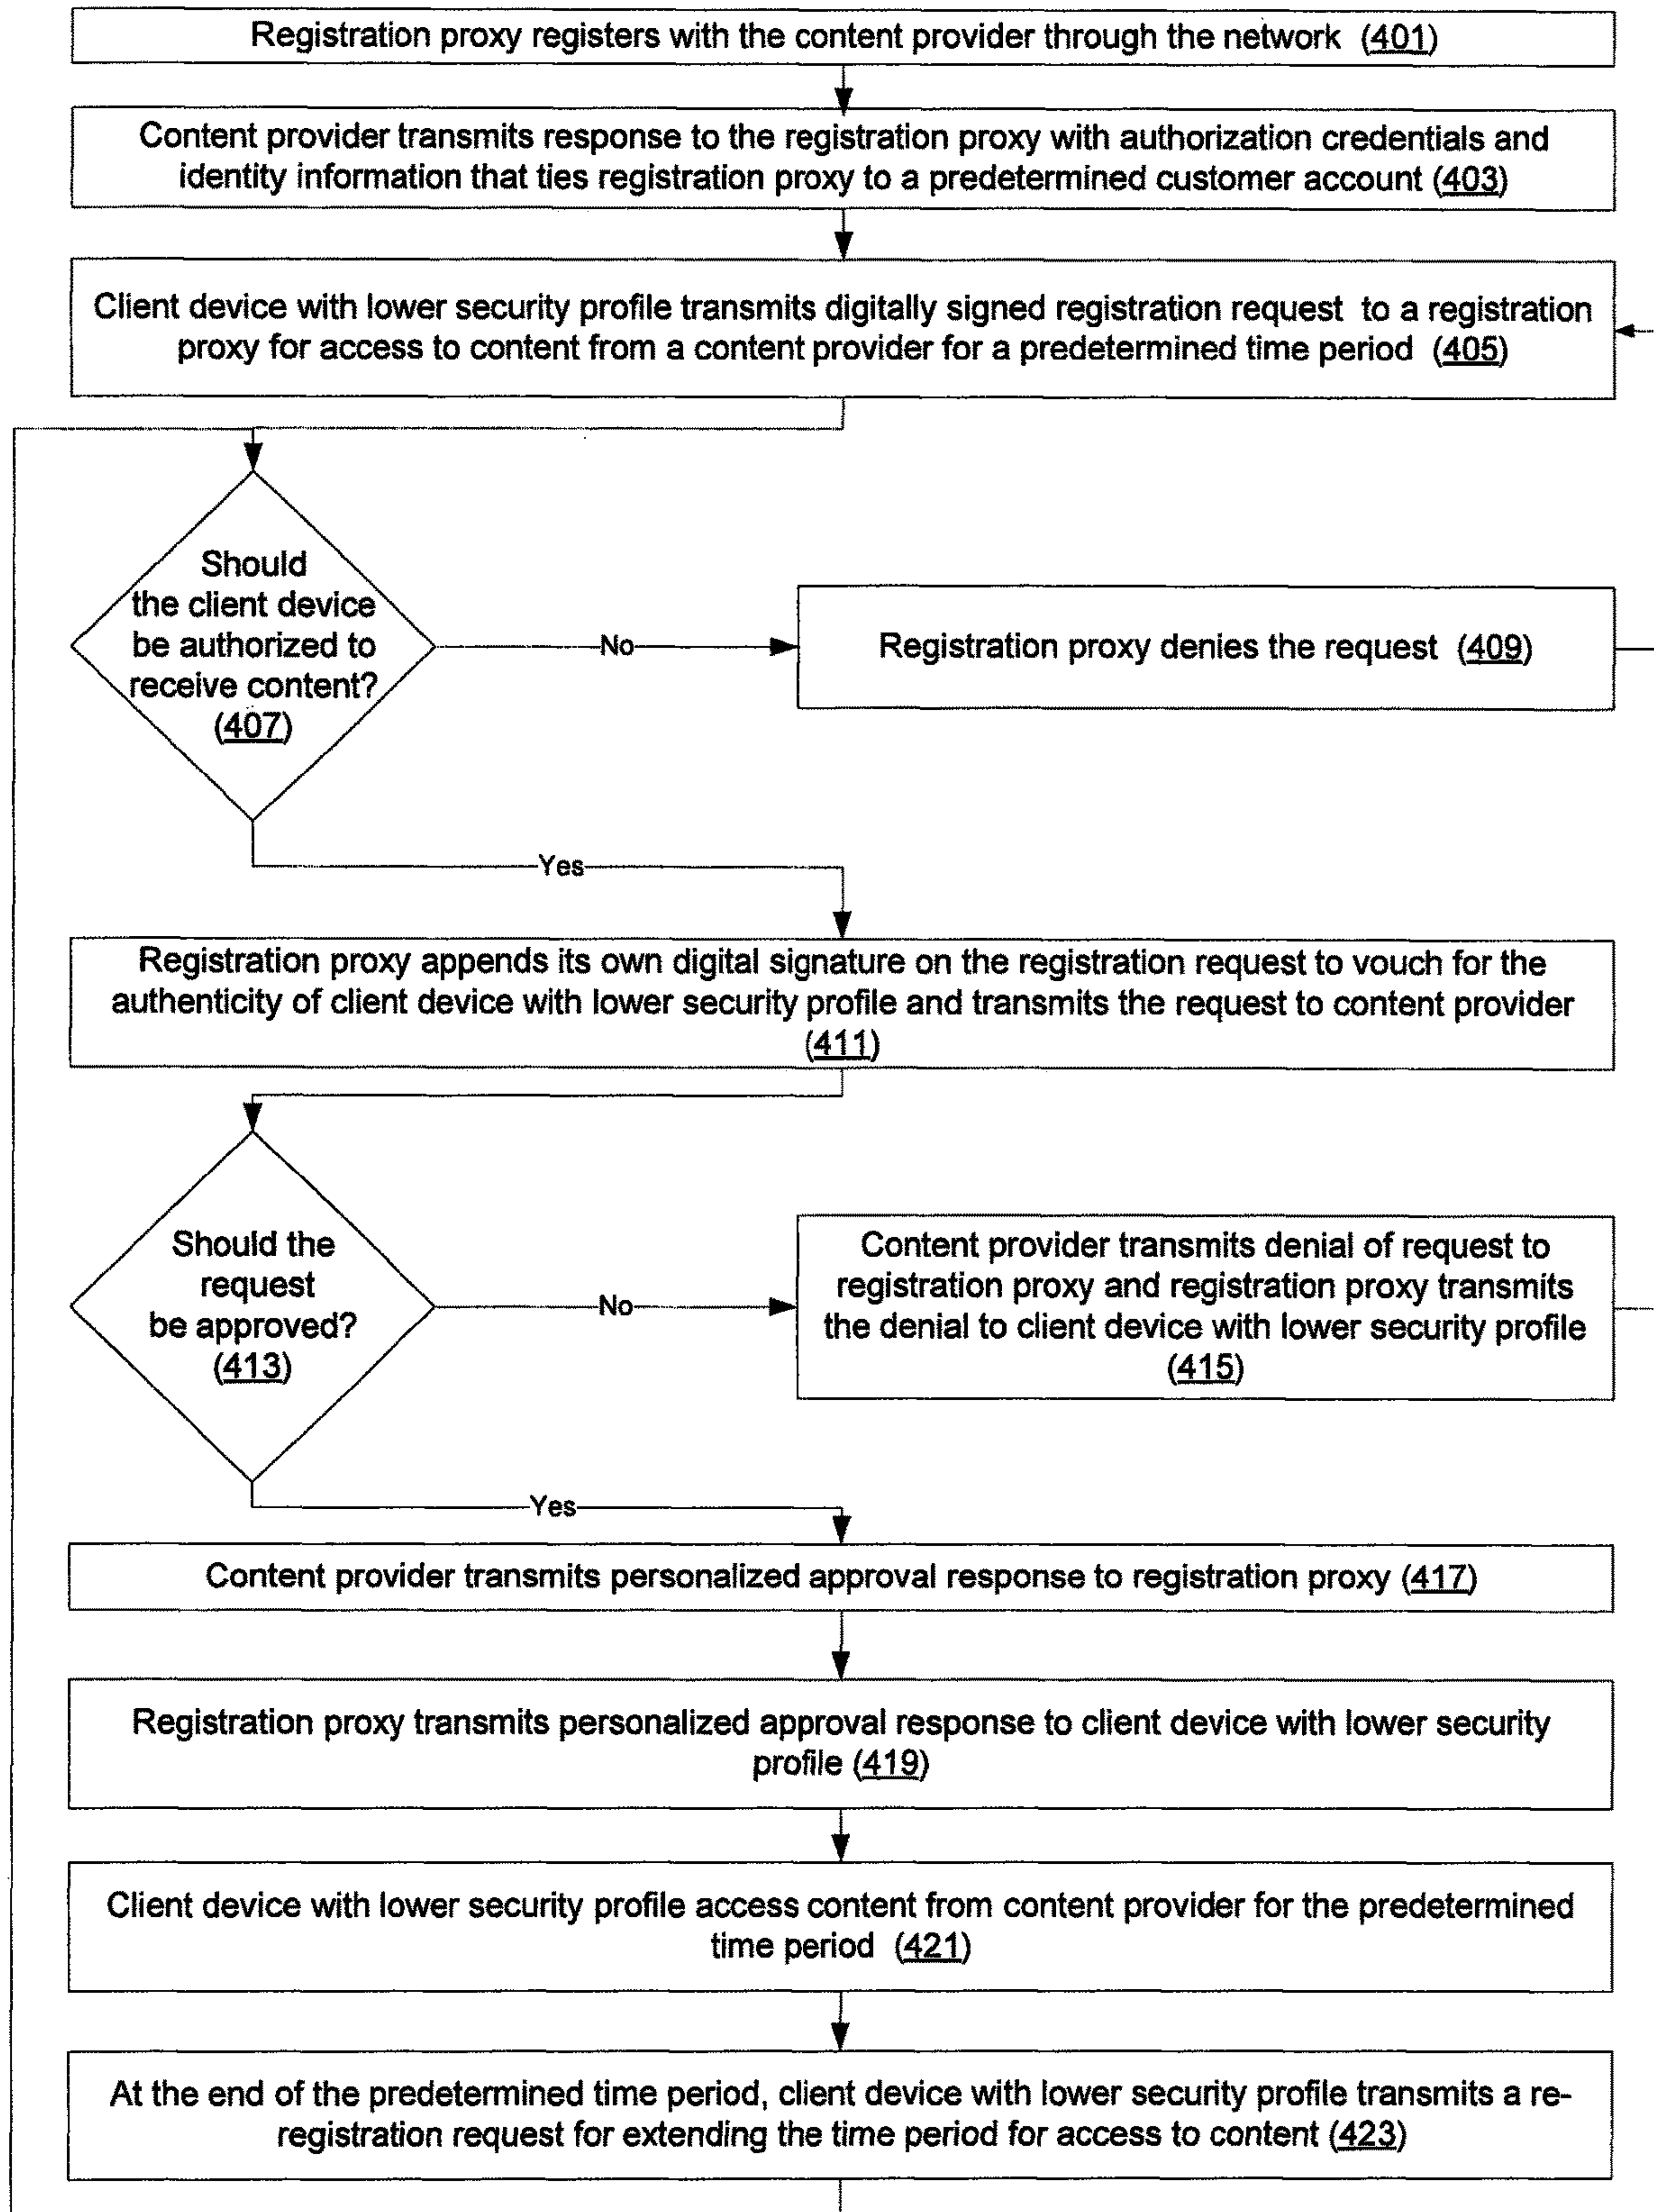 Registration proxy registers with the content provider through the network (401)
Content provider transmits response to the registration proxy with authorization credentials and
identity information that ties registration proxy to a predetermined customer account (403)
Client device with lower security profile transmits digitally signed registration request to a registration
proxy for access to content from a content provider for a predetermined time period (405)
Should
the client device
be authorized to
receive content?
(407)
No
Registration proxy denies the request (409)
Yes
Registration proxy appends its own digital signature on the registration request to vouch for the
authenticity of client device with lower security profile and transmits the request to content provider
(411)
Should the
request
be approved?
(413)
No
Content provider transmits denial of request to
registration proxy and registration proxy transmits
the denial to client device with lower security profile
(415)
Yes
Content provider transmits personalized approval response to registration proxy (417)
Registration proxy transmits personalized approval response to client device with lower security
profile (419)
Client device with lower security profile access content from content provider for the predetermined
time period (421)
At the end of the predetermined time period, client device with lower security profile transmits a re-
registration request for extending the time period for access to content (423)